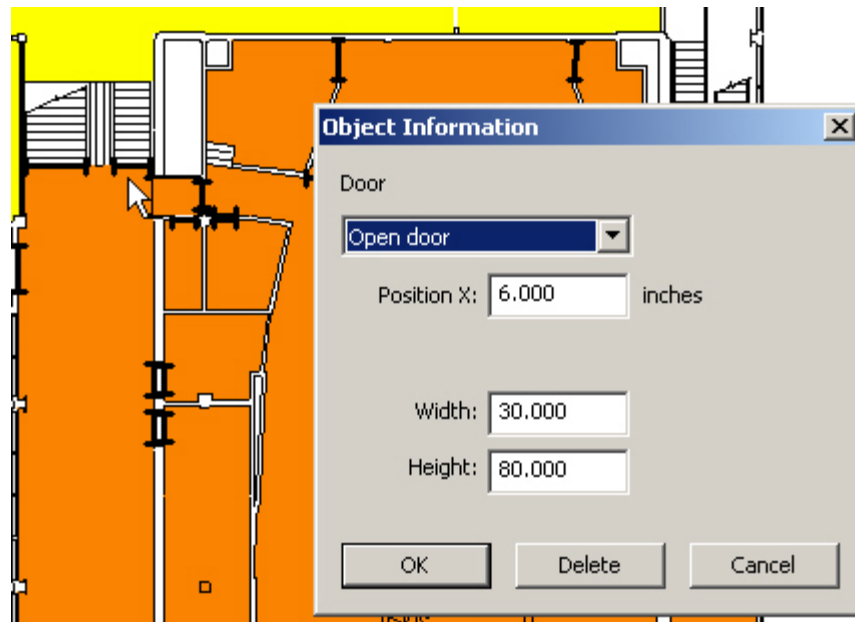 Object Information
Door
Open door
Position X: 6.000 inches
Width: 30.000
Height: 80.000
OK Delete Cancel